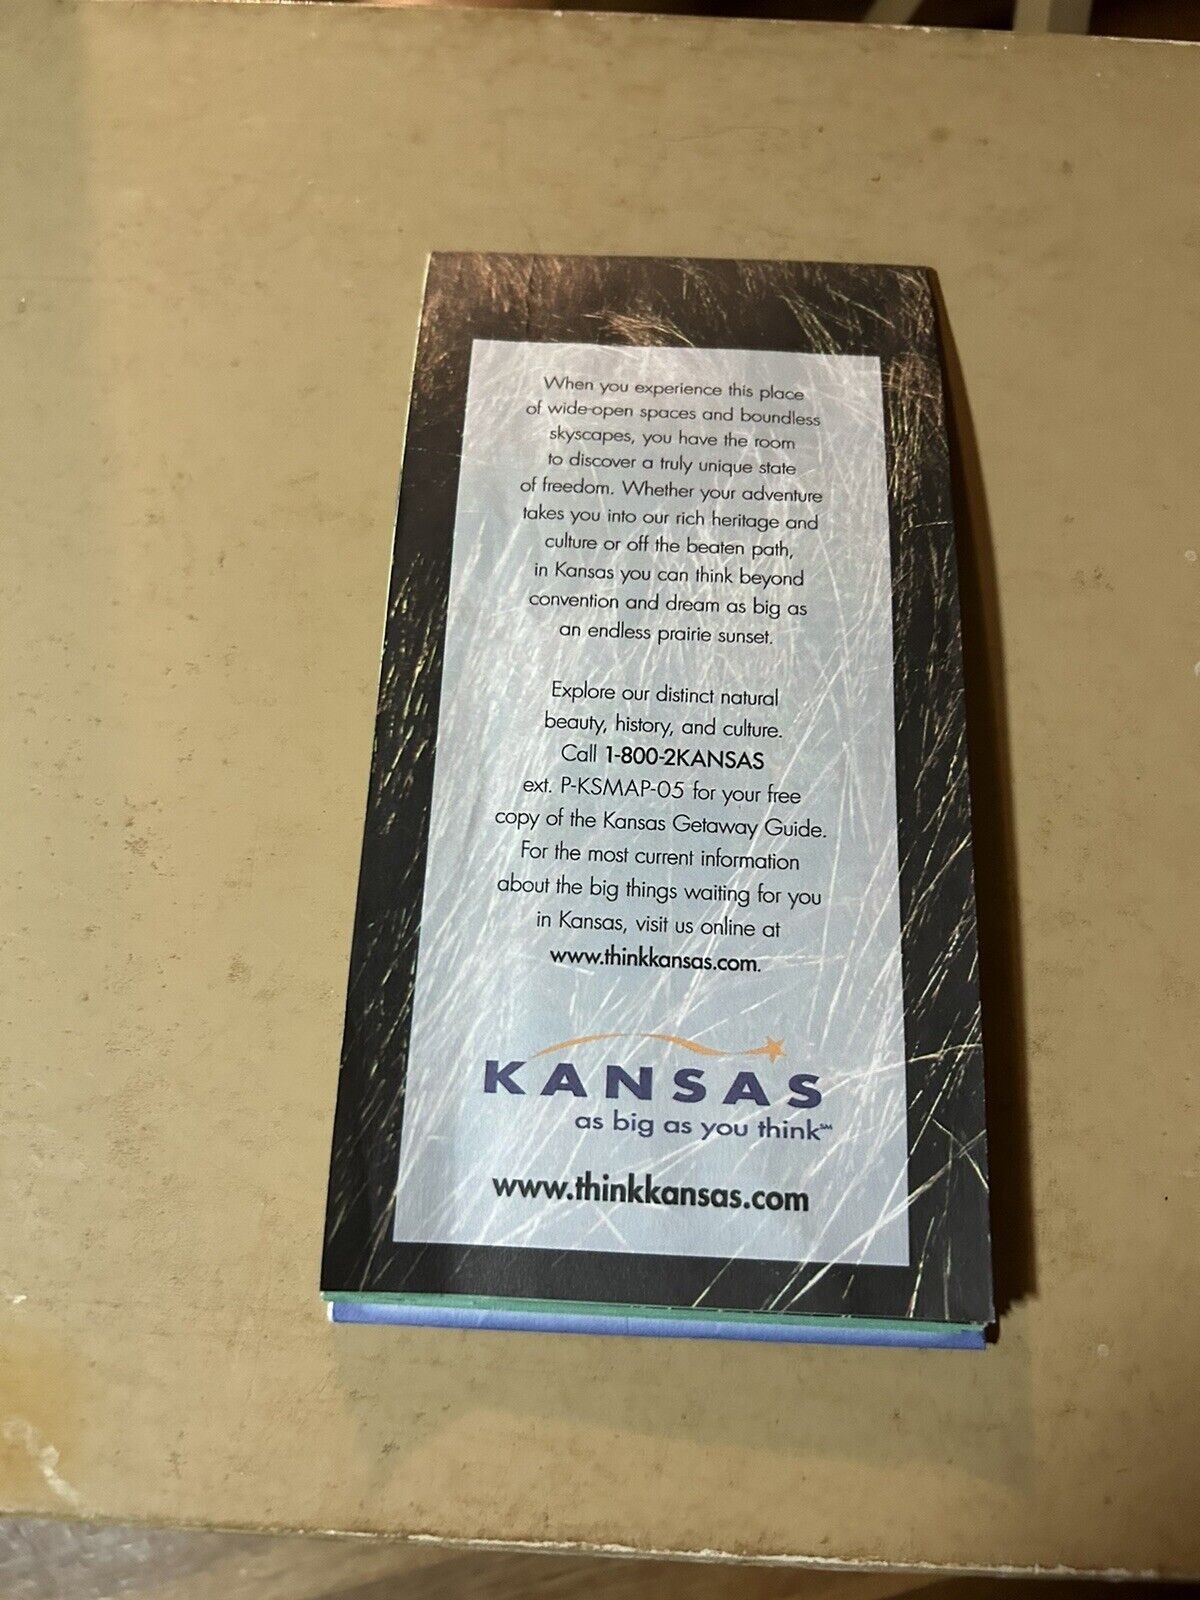 When you experience this place
of wide-open spaces and boundless
skyscapes, you have the room
to discover a truly unique state
of freedom. Whether your adventure
takes you into our rich heritage and
culture or off the beaten path,
in Kansas you can think beyond
convention and dream as big as
an endless prairie sunset.
Explore our distinct natural
beauty, history, and culture.
Call 1-800-2KANSAS
ext. P-KSMAP-05 for your free
copy of the Kansas Getaway Guide.
For the most current information
about the big things waiting for you
in Kansas, visit us online at
www.thinkkansas.com.
KANSAS
as big as you think℠
www.thinkkansas.com